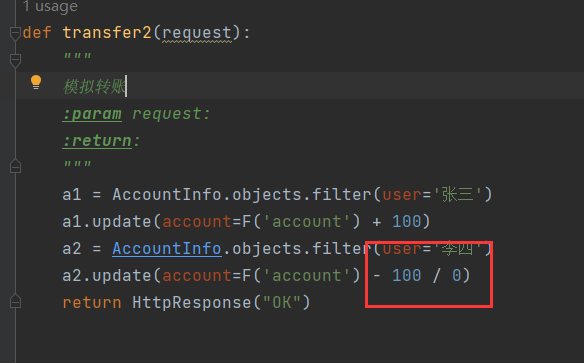 1 usage
def transfer2(request):
"""
模拟转账
:param request:
:return:
"""
a1 = AccountInfo.objects.filter(user='张三')
a1.update(account=F('account') + 100)
a2 = AccountInfo.objects.filter(user='李四')
a2.update(account=F('account') - 100 / 0)
return HttpResponse("OK")